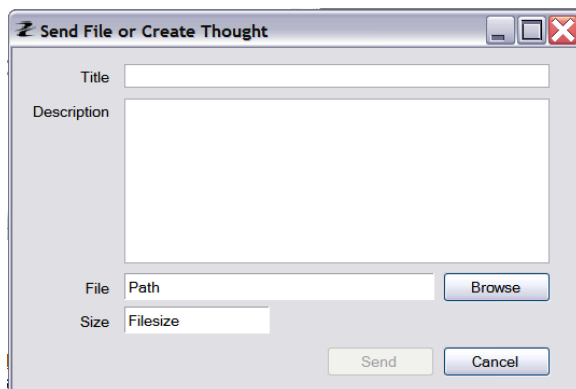 Send File or Create Thought
Title
Description
File Path Browse
Size Filesize
Send Cancel